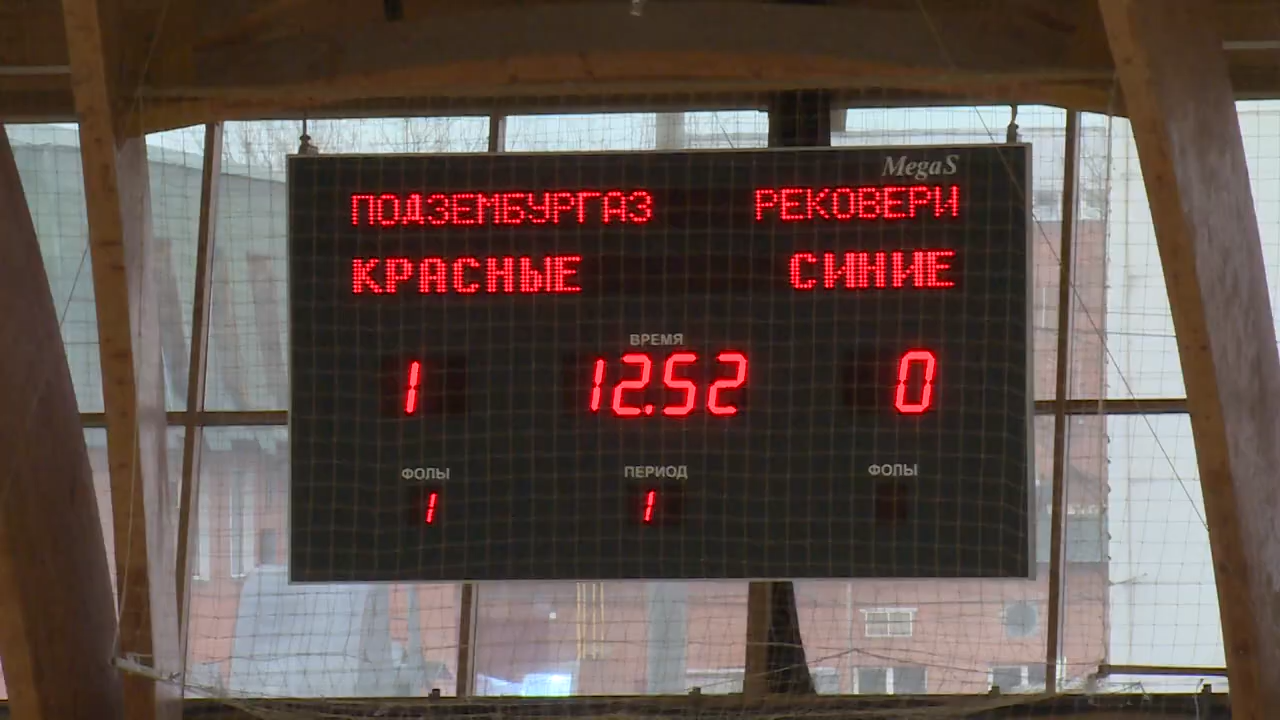 MegaS
ПОДЗЕМБУРГАЗ РЕКОВЕРИ
КРАСНЫЕ СИНИЕ
ВРЕМЯ
1 12.52 0
ФОЛЫ ПЕРИОД ФОЛЫ
1 1